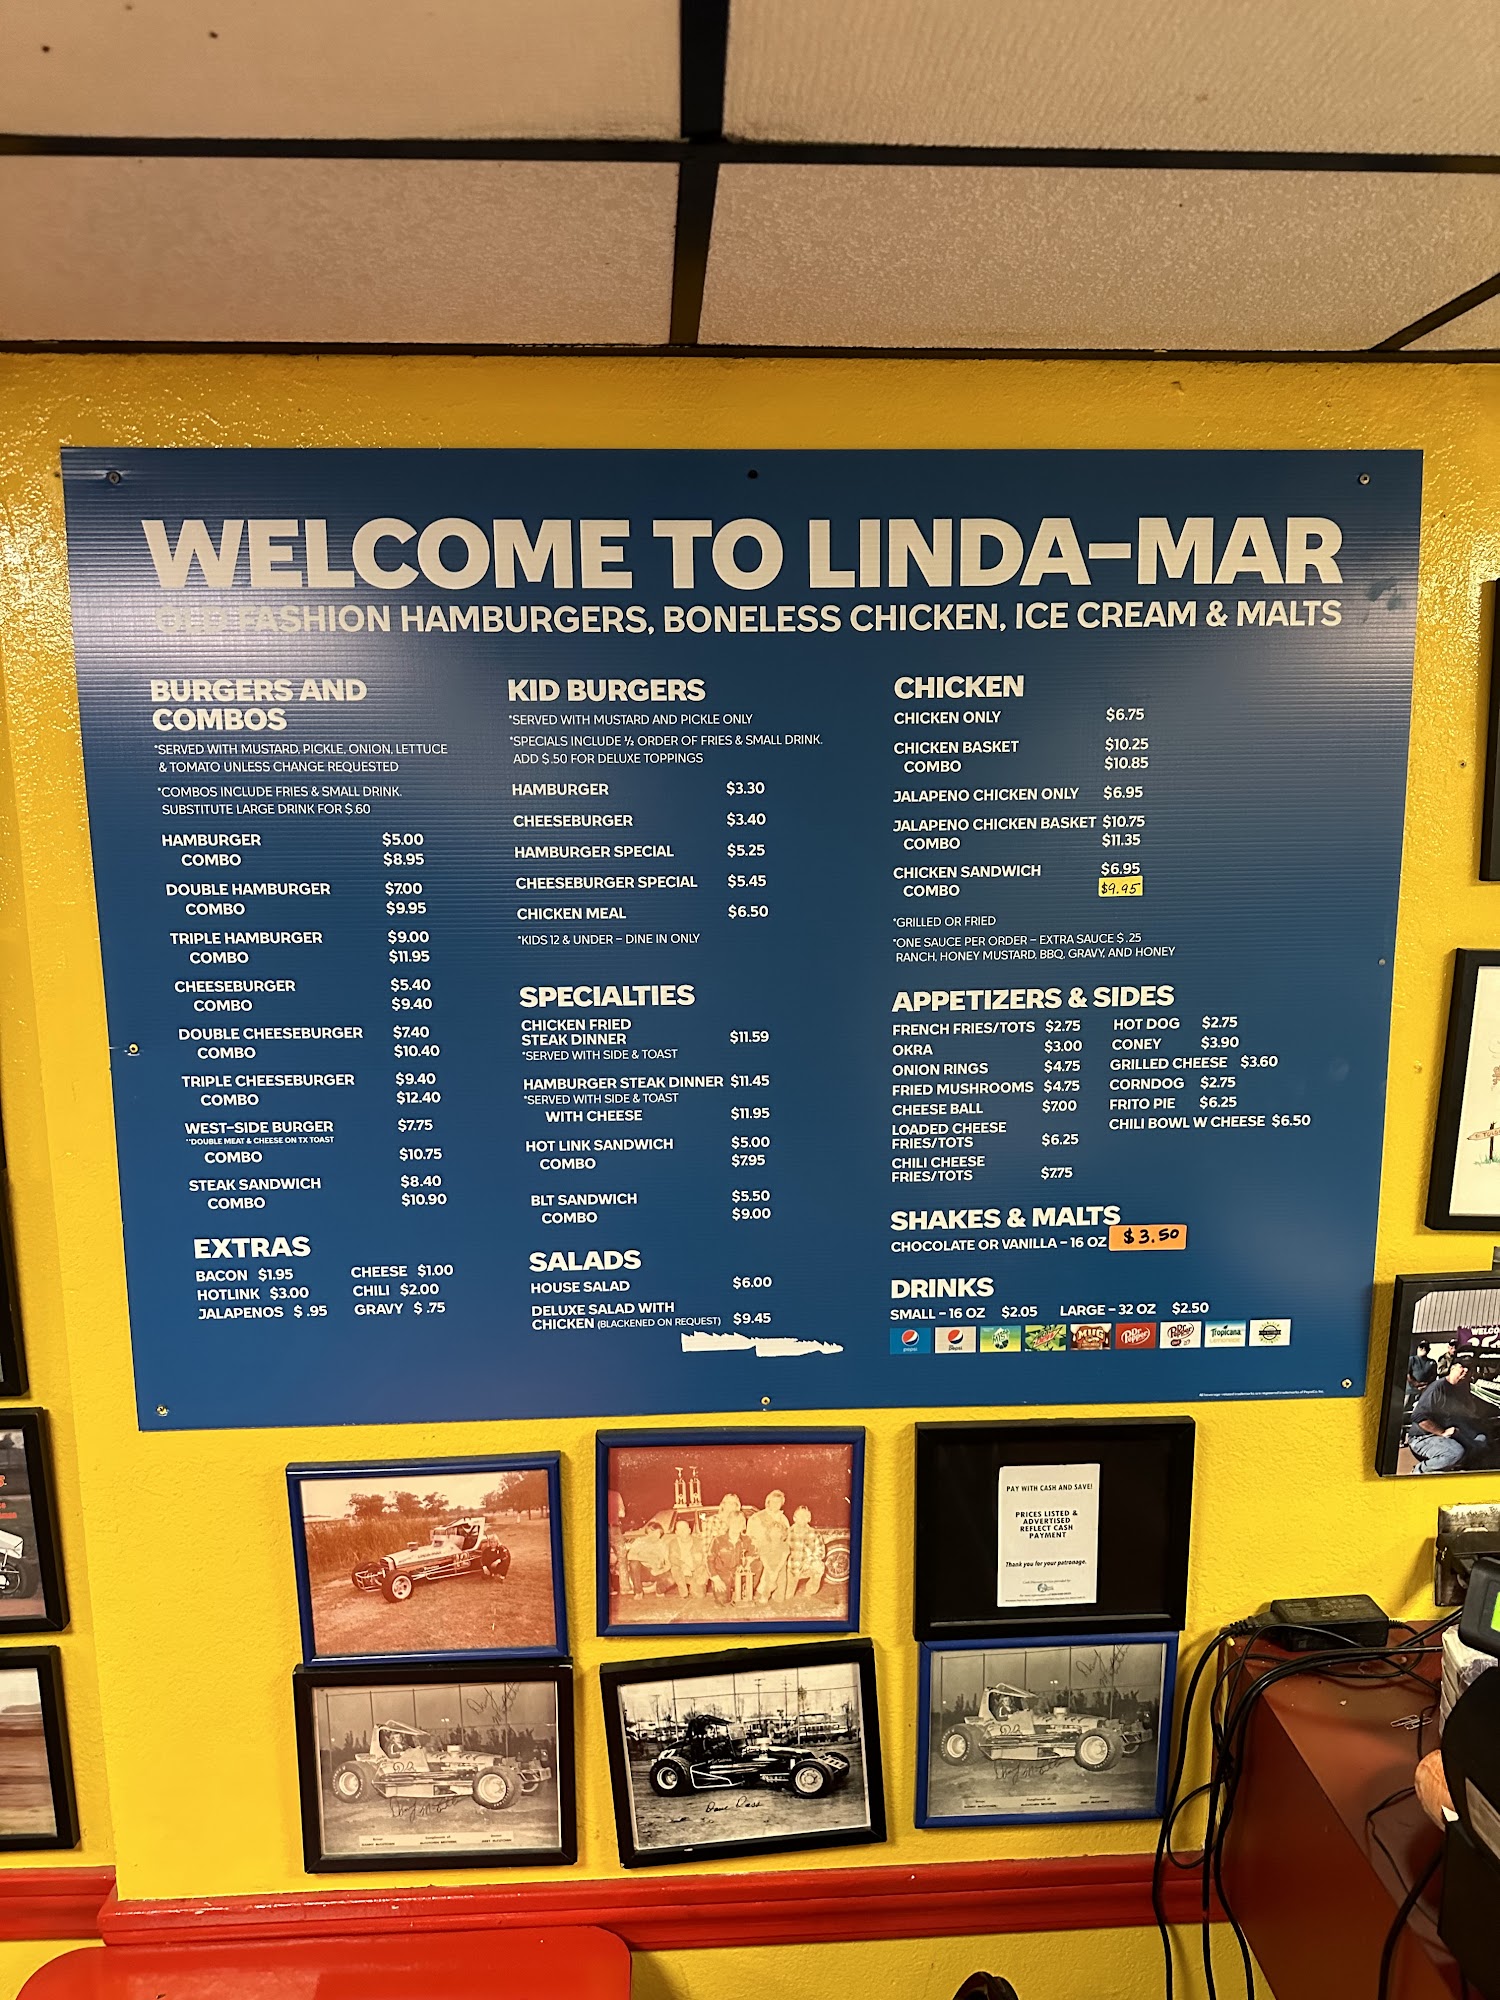 WELCOME TO LINDA-MAR
OLD FASHION HAMBURGERS, BONELESS CHICKEN, ICE CREAM & MALTS
BURGERS AND
COMBOS
*SERVED WITH MUSTARD, PICKLE, ONION, LETTUCE
& TOMATO UNLESS CHANGE REQUESTED
*COMBOS INCLUDE FRIES & SMALL DRINK.
SUBSTITUTE LARGE DRINK FOR $.60
HAMBURGER $5.00
COMBO $8.95
DOUBLE HAMBURGER $7.00
COMBO $9.95
TRIPLE HAMBURGER $9.00
COMBO $11.95
CHEESEBURGER $5.40
COMBO $9.40
DOUBLE CHEESEBURGER $7.40
COMBO $10.40
TRIPLE CHEESEBURGER $9.40
COMBO $12.40
WEST-SIDE BURGER $7.75
**DOUBLE MEAT & CHEESE ON TX TOAST
COMBO $10.75
STEAK SANDWICH $8.40
COMBO $10.90
EXTRAS
BACON $1.95 CHEESE $1.00
HOTLINK $3.00 CHILI $2.00
JALAPENOS $.95 GRAVY $.75
KID BURGERS
*SERVED WITH MUSTARD AND PICKLE ONLY
*SPECIALS INCLUDE ½ ORDER OF FRIES & SMALL DRINK.
ADD $.50 FOR DELUXE TOPPINGS
HAMBURGER $3.30
CHEESEBURGER $3.40
HAMBURGER SPECIAL $5.25
CHEESEBURGER SPECIAL $5.45
CHICKEN MEAL $6.50
*KIDS 12 & UNDER – DINE IN ONLY
SPECIALTIES
CHICKEN FRIED
STEAK DINNER $11.59
*SERVED WITH SIDE & TOAST
HAMBURGER STEAK DINNER $11.45
*SERVED WITH SIDE & TOAST
WITH CHEESE $11.95
HOT LINK SANDWICH $5.00
COMBO $7.95
BLT SANDWICH $5.50
COMBO $9.00
SALADS
HOUSE SALAD $6.00
DELUXE SALAD WITH
CHICKEN (BLACKENED ON REQUEST) $9.45
CHICKEN
CHICKEN ONLY $6.75
CHICKEN BASKET $10.25
COMBO $10.85
JALAPENO CHICKEN ONLY $6.95
JALAPENO CHICKEN BASKET $10.75
COMBO $11.35
CHICKEN SANDWICH $6.95
COMBO $9.95
*GRILLED OR FRIED
*ONE SAUCE PER ORDER – EXTRA SAUCE $.25
RANCH, HONEY MUSTARD, BBQ, GRAVY, AND HONEY
APPETIZERS & SIDES
FRENCH FRIES/TOTS $2.75
OKRA $3.00
ONION RINGS $4.75
FRIED MUSHROOMS $4.75
CHEESE BALL $7.00
LOADED CHEESE
FRIES/TOTS $6.25
CHILI CHEESE
FRIES/TOTS $7.75
HOT DOG $2.75
CONEY $3.90
GRILLED CHEESE $3.60
CORNDOG $2.75
FRITO PIE $6.25
CHILI BOWL W CHEESE $6.50
SHAKES & MALTS
CHOCOLATE OR VANILLA – 16 OZ $3.50
DRINKS
SMALL – 16 OZ $2.05 LARGE – 32 OZ $2.50
pepsi pepsi MUG Dr Pepper Dr Pepper Tropicana
PAY WITH CASH AND SAVE!
PRICES LISTED &
ADVERTISED
REFLECT CASH
PAYMENT
Thank you for your patronage.